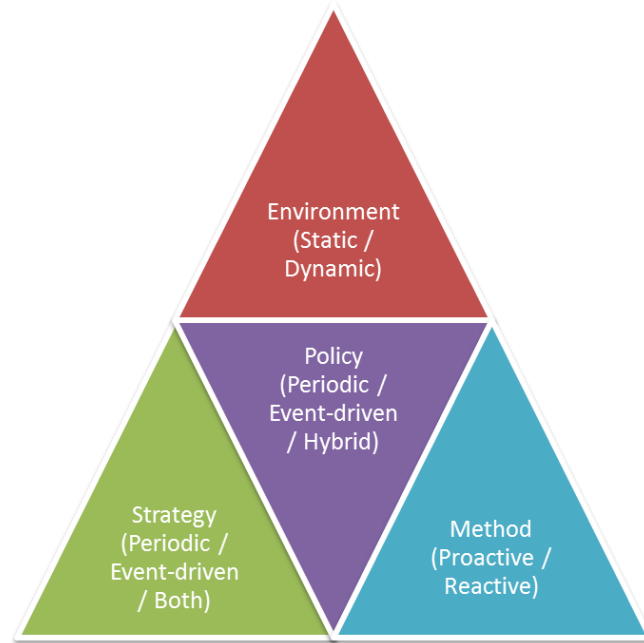 Environment
(Static /
Dynamic)
Policy
(Periodic /
Event-driven
/ Hybrid)
Strategy
(Periodic /
Event-driven
/ Both)
Method
(Proactive /
Reactive)